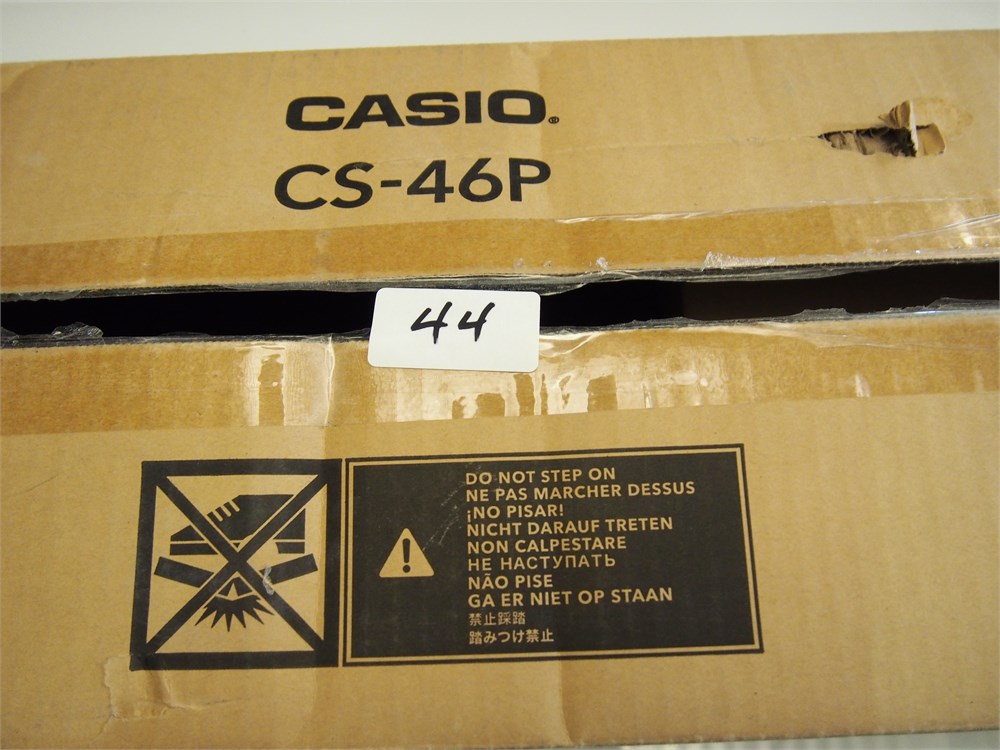 CASIO®
CS-46P
44
DO NOT STEP ON
NE PAS MARCHER DESSUS
¡NO PISAR!
NICHT DARAUF TRETEN
NON CALPESTARE
НЕ НАСТУПАТЬ
NÃO PISE
GA ER NIET OP STAAN
禁止踩踏
踏みつけ禁止